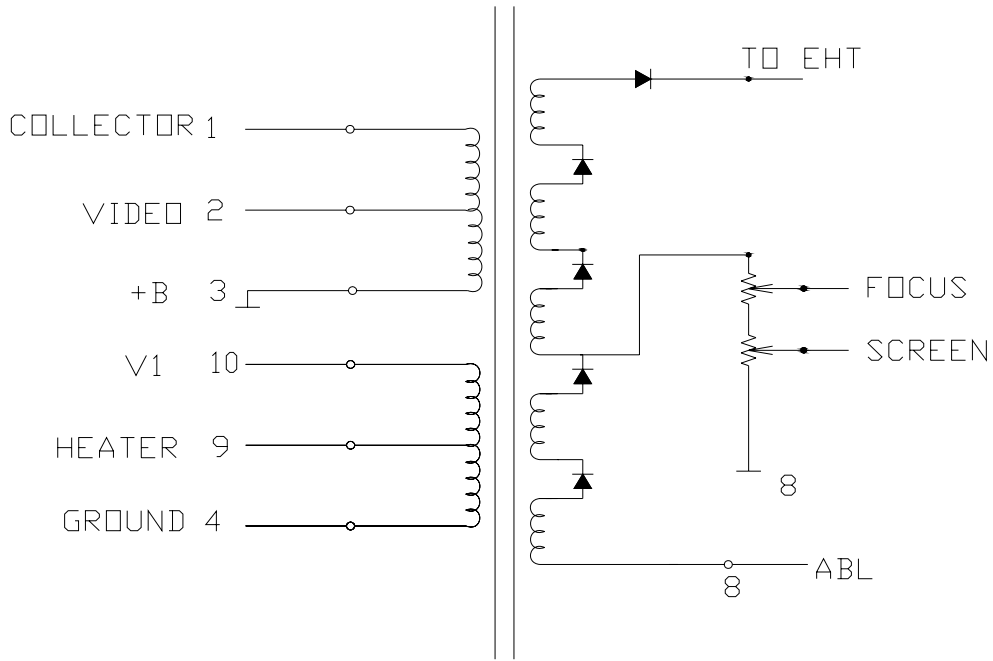 TO EHT
COLLECTOR 1
VIDEO 2
+B 3
FOCUS
V1 10
SCREEN
HEATER 9
8
GROUND 4
ABL
8